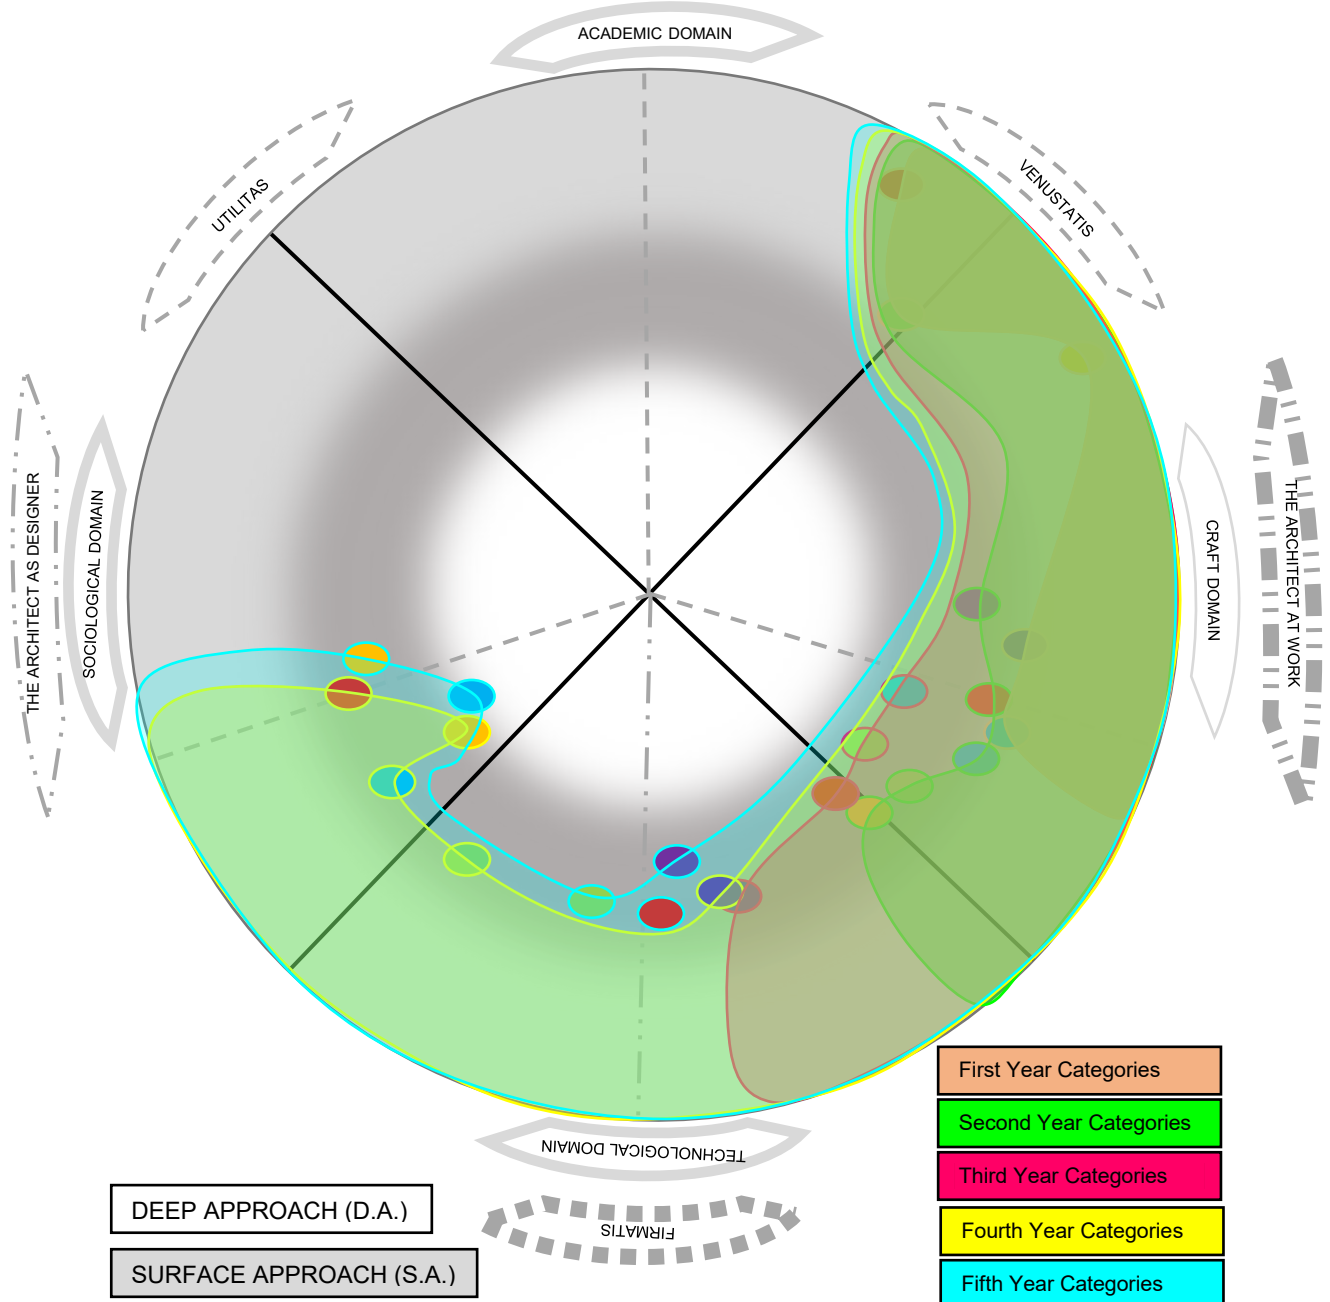 ACADEMIC DOMAIN
UTILITAS
VENUSTATIS
THE ARCHITECT AS DESIGNER
SOCIOLOGICAL DOMAIN
CRAFT DOMAIN
THE ARCHITECT AT WORK
TECHNOLOGICAL DOMAIN
FIRMATIS
DEEP APPROACH (D.A.)
SURFACE APPROACH (S.A.)
First Year Categories
Second Year Categories
Third Year Categories
Fourth Year Categories
Fifth Year Categories